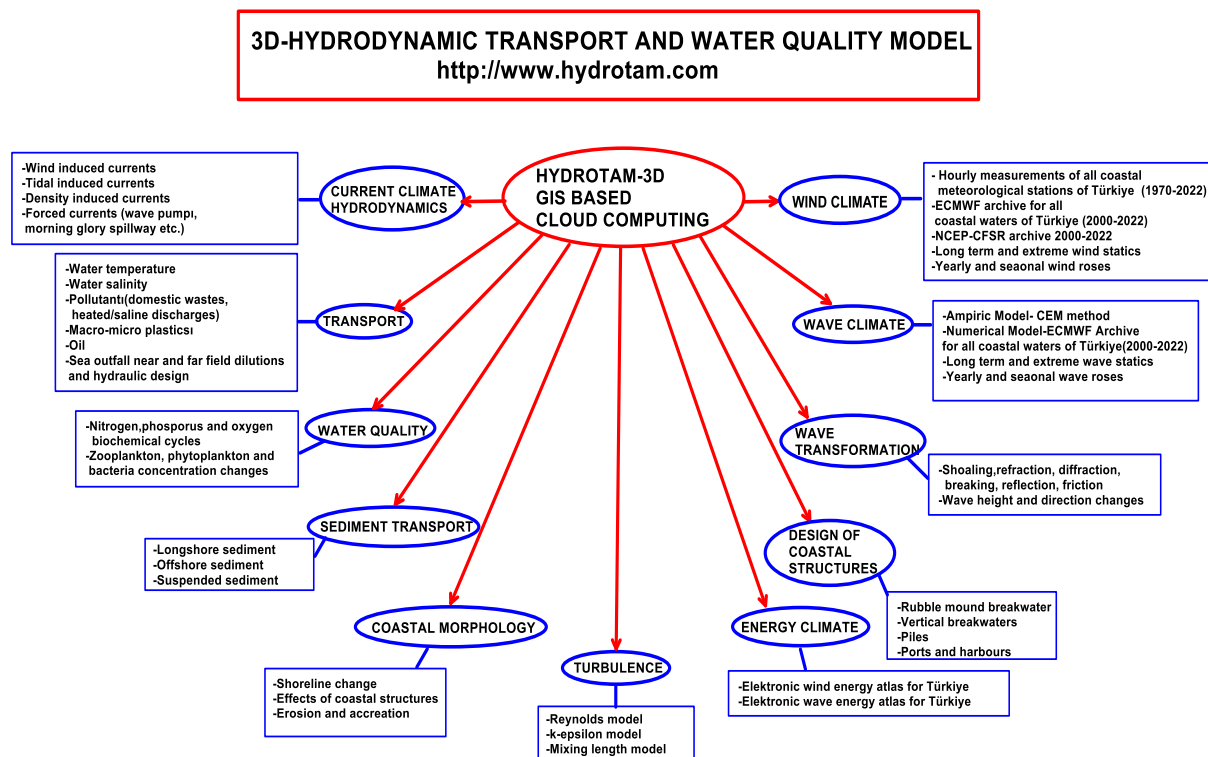 3D-HYDRODYNAMIC TRANSPORT AND WATER QUALITY MODEL
http://www.hydrotam.com
HYDROTAM-3D
GIS BASED
CLOUD COMPUTING
CURRENT CLIMATE
HYDRODYNAMICS
-Wind induced currents
-Tidal induced currents
-Density induced currents
-Forced currents (wave pumpı,
morning glory spillway etc.)
TRANSPORT
-Water temperature
-Water salinity
-Pollutantı(domestic wastes,
heated/saline discharges)
-Macro-micro plasticsı
-Oil
-Sea outfall near and far field dilutions
and hydraulic design
WATER QUALITY
-Nitrogen,phosporus and oxygen
biochemical cycles
-Zooplankton, phytoplankton and
bacteria concentration changes
SEDIMENT TRANSPORT
-Longshore sediment
-Offshore sediment
-Suspended sediment
COASTAL MORPHOLOGY
-Shoreline change
-Effects of coastal structures
-Erosion and accreation
TURBULENCE
-Reynolds model
-k-epsilon model
-Mixing length model
ENERGY CLIMATE
-Elektronic wind energy atlas for Türkiye
-Elektronic wave energy atlas for Türkiye
DESIGN OF
COASTAL
STRUCTURES
-Rubble mound breakwater
-Vertical breakwaters
-Piles
-Ports and harbours
WAVE
TRANSFORMATION
-Shoaling,refraction, diffraction,
breaking, reflection, friction
-Wave height and direction changes
WAVE CLIMATE
-Ampiric Model- CEM method
-Numerical Model-ECMWF Archive
for all coastal waters of Türkiye(2000-2022)
-Long term and extreme wave statics
-Yearly and seaonal wave roses
WIND CLIMATE
- Hourly measurements of all coastal
meteorological stations of Türkiye (1970-2022)
-ECMWF archive for all
coastal waters of Türkiye (2000-2022)
-NCEP-CFSR archive 2000-2022
-Long term and extreme wind statics
-Yearly and seaonal wind roses